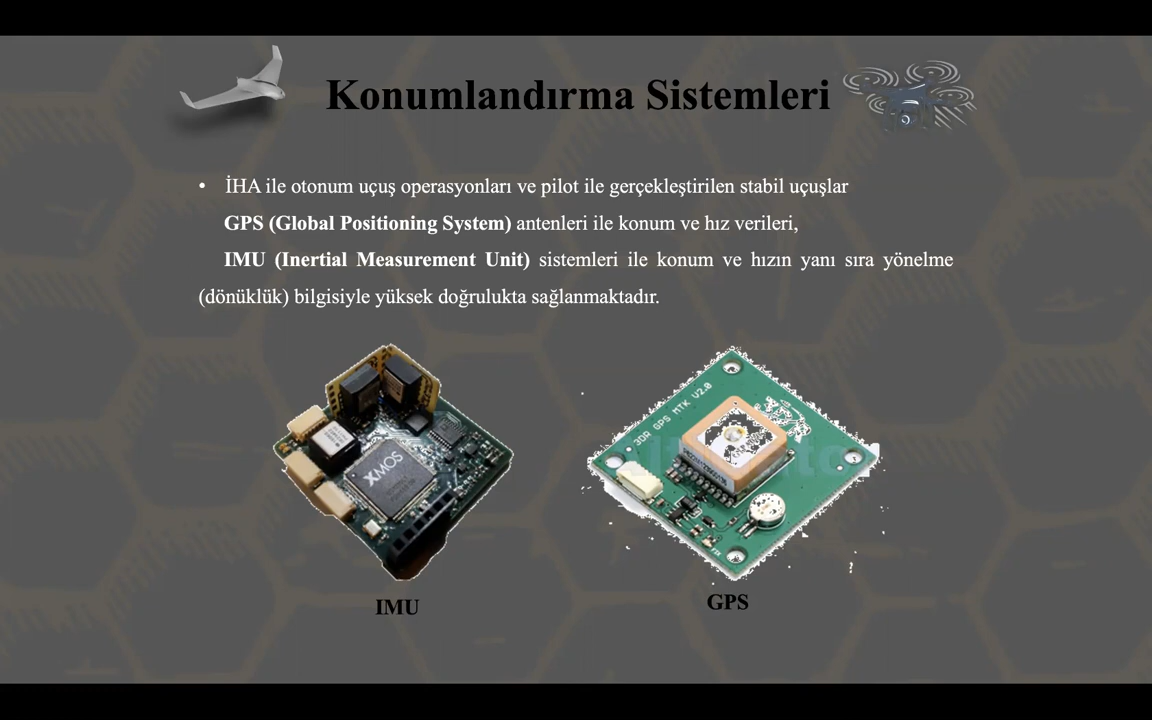 Konumlandırma Sistemleri
• İHA ile otonum uçuş operasyonları ve pilot ile gerçekleştirilen stabil uçuşlar
GPS (Global Positioning System) antenleri ile konum ve hız verileri,
IMU (Inertial Measurement Unit) sistemleri ile konum ve hızın yanı sıra yönelme
(dönüklük) bilgisiyle yüksek doğrulukta sağlanmaktadır.
XMOS
3DR GPS MTK V2.0
IMU
GPS